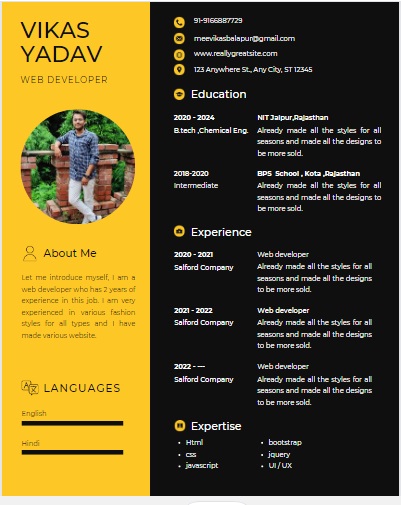 VIKAS
YADAV
WEB DEVELOPER
About Me
Let me introduce myself, I am a
web developer who has 2 years of
experience in this job. I am very
experienced in various fashion
styles for all types and I have
made various website.
LANGUAGES
English
Hindi
91-9166887729
meevikasbalapur@gmail.com
www.reallygreatsite.com
123 Anywhere St., Any City, ST 12345
Education
2020 - 2024
NIT Jaipur,Rajasthan
B.tech ,Chemical Eng.
Already made all the styles for all
seasons and made all the designs to
be more sold.
2018-2020
BPS School , Kota ,Rajasthan
Intermediate
Already made all the styles for all
seasons and made all the designs to
be more sold.
Experience
2020 - 2021
Web developer
Salford Company
Already made all the styles for all
seasons and made all the designs
to be more sold.
2021 - 2022
Web developer
Salford Company
Already made all the styles for all
seasons and made all the designs
to be more sold.
2022 - ---
Web developer
Salford Company
Already made all the styles for all
seasons and made all the designs
to be more sold.
Expertise
• Html
• bootstrap
• css
• jquery
• javascript
• UI / UX